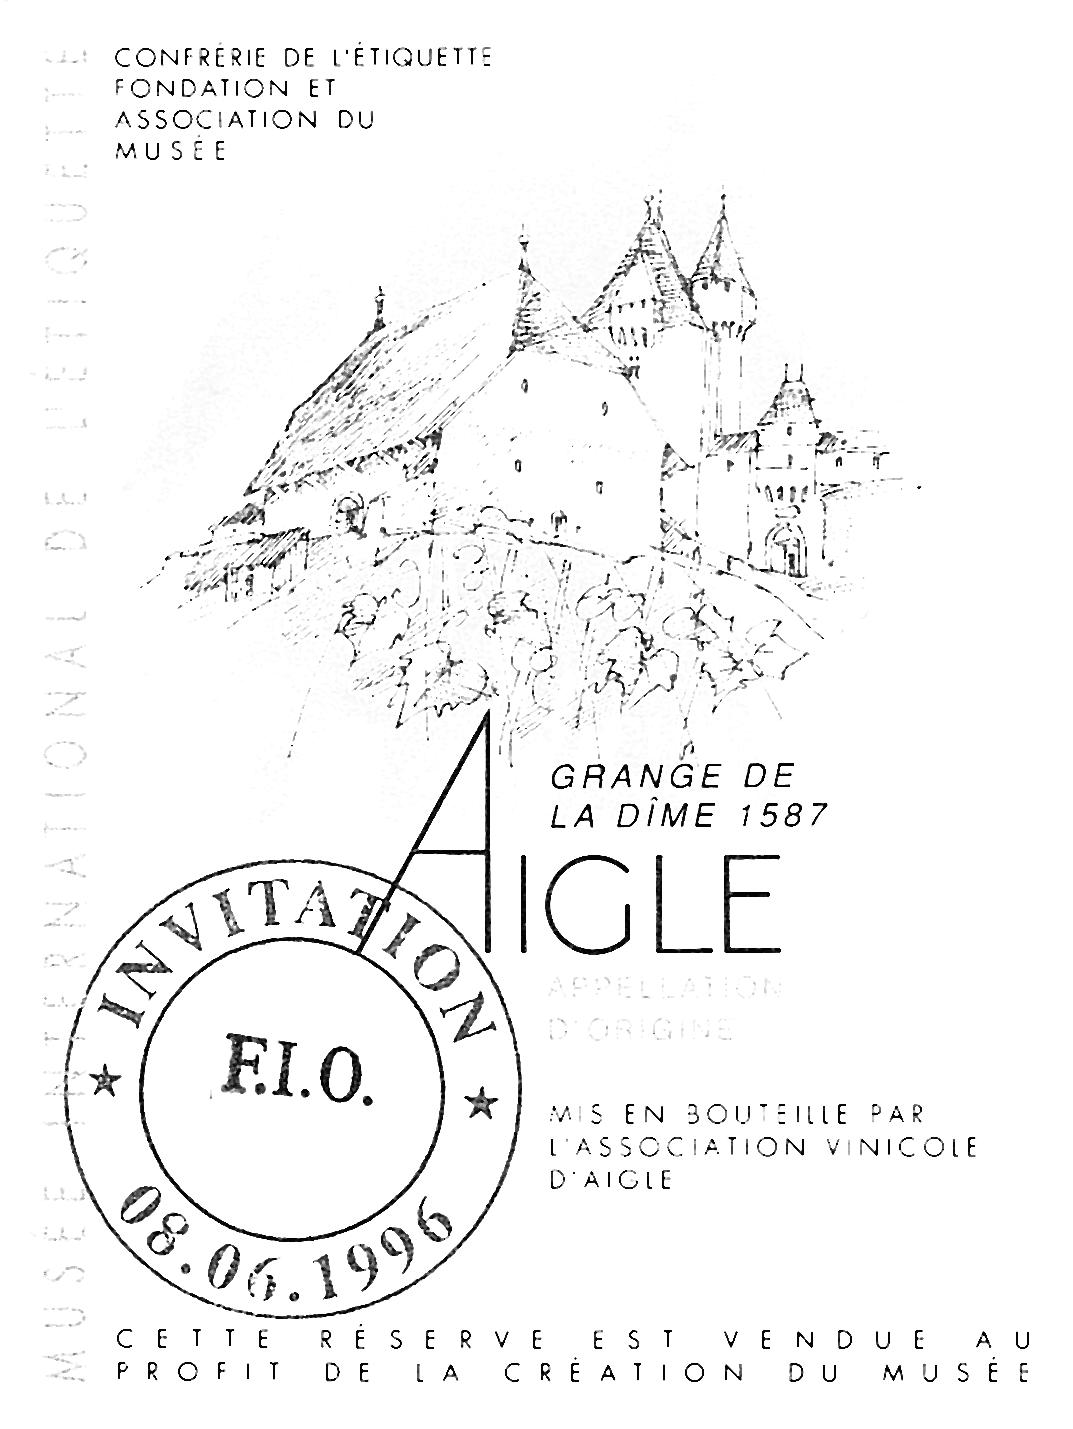 CONFRÉRIE DE L'ÉTIQUETTE
FONDATION ET
ASSOCIATION DU
MUSÉE
MUSÉE INTERNATIONAL DE L'ÉTIQUETTE
GRANGE DE
LA DÎME 1587
AIGLE
APPELLATION
D'ORIGINE
INVITATION
F.I.O.
08.06.1996
MIS EN BOUTEILLE PAR
L'ASSOCIATION VINICOLE
D'AIGLE
CETTE RÉSERVE EST VENDUE AU
PROFIT DE LA CRÉATION DU MUSÉE